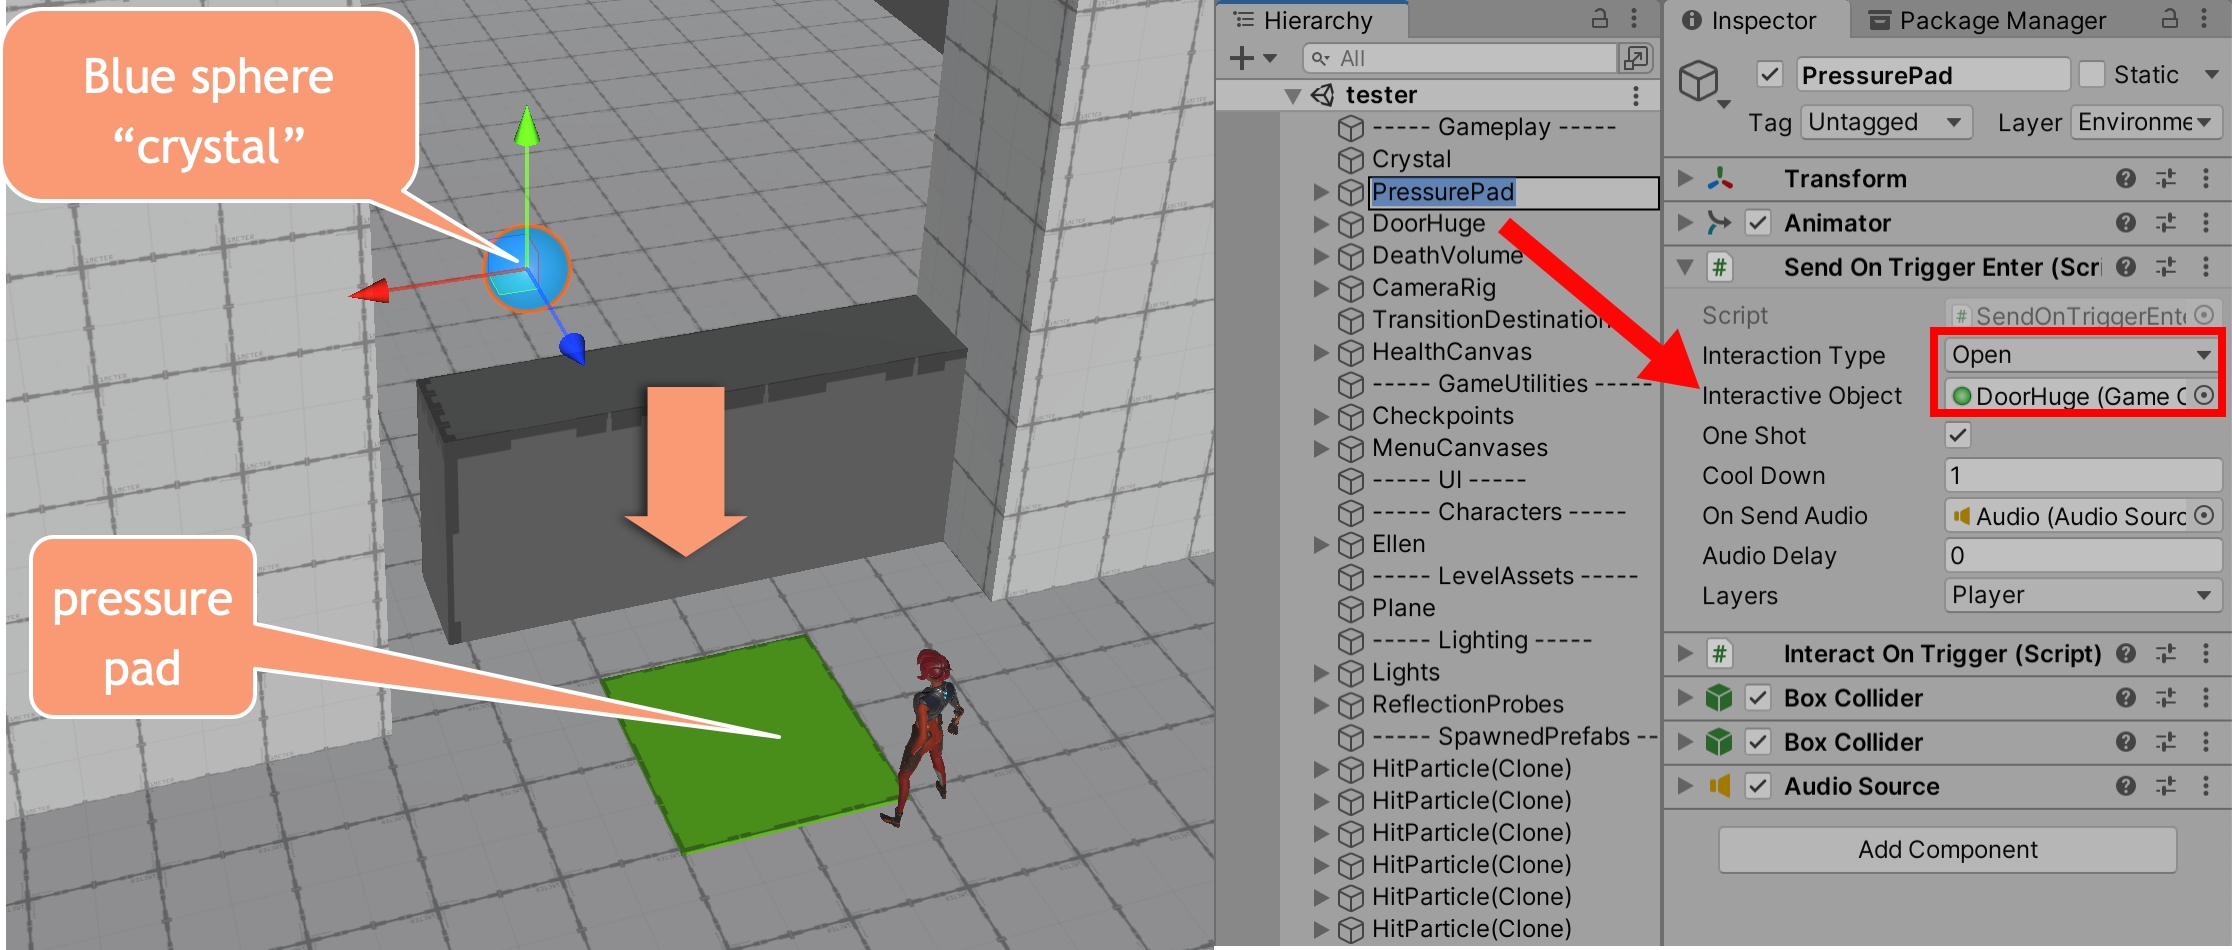 Blue sphere
“crystal”
pressure
pad
Hierarchy
All
tester
----- Gameplay -----
Crystal
PressurePad
DoorHuge
DeathVolume
CameraRig
TransitionDestination
HealthCanvas
----- GameUtilities -----
Checkpoints
MenuCanvases
----- UI -----
----- Characters -----
Ellen
----- LevelAssets -----
Plane
----- Lighting -----
Lights
ReflectionProbes
----- SpawnedPrefabs --
HitParticle(Clone)
HitParticle(Clone)
HitParticle(Clone)
HitParticle(Clone)
HitParticle(Clone)
HitParticle(Clone)
Inspector
Package Manager
PressurePad
Static
Tag Untagged Layer Environme
Transform
Animator
# Send On Trigger Enter (Scri
Script # SendOnTriggerEnte
Interaction Type Open
Interactive Object DoorHuge (Game O
One Shot
Cool Down 1
On Send Audio Audio (Audio Sourc
Audio Delay 0
Layers Player
# Interact On Trigger (Script)
Box Collider
Box Collider
Audio Source
Add Component